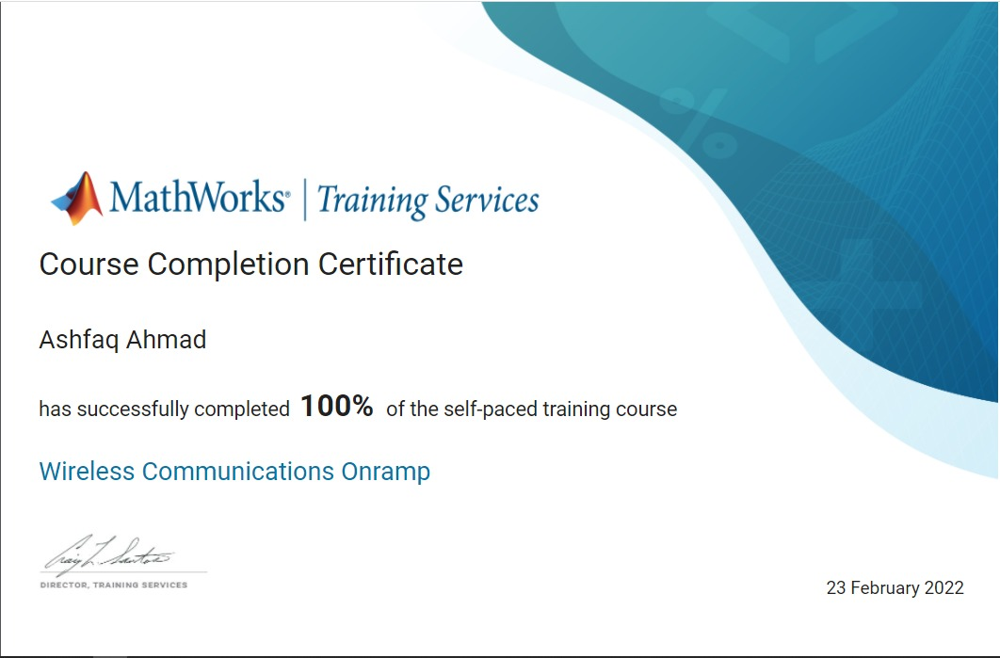 MathWorks® | Training Services
Course Completion Certificate
Ashfaq Ahmad
has successfully completed 100% of the self-paced training course
Wireless Communications Onramp
DIRECTOR, TRAINING SERVICES
23 February 2022